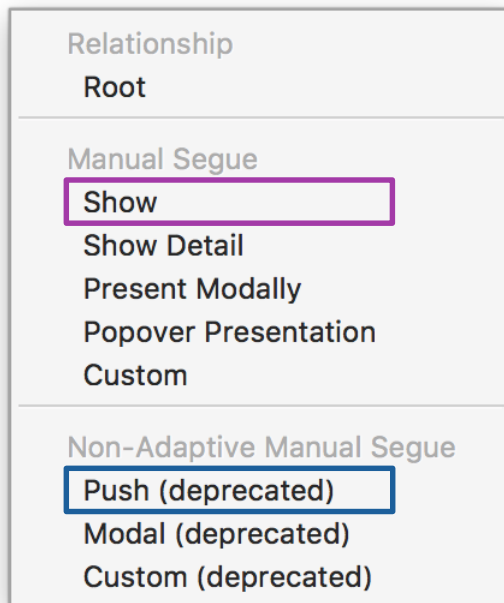 Relationship
Root
Manual Segue
Show
Show Detail
Present Modally
Popover Presentation
Custom
Non-Adaptive Manual Segue
Push (deprecated)
Modal (deprecated)
Custom (deprecated)